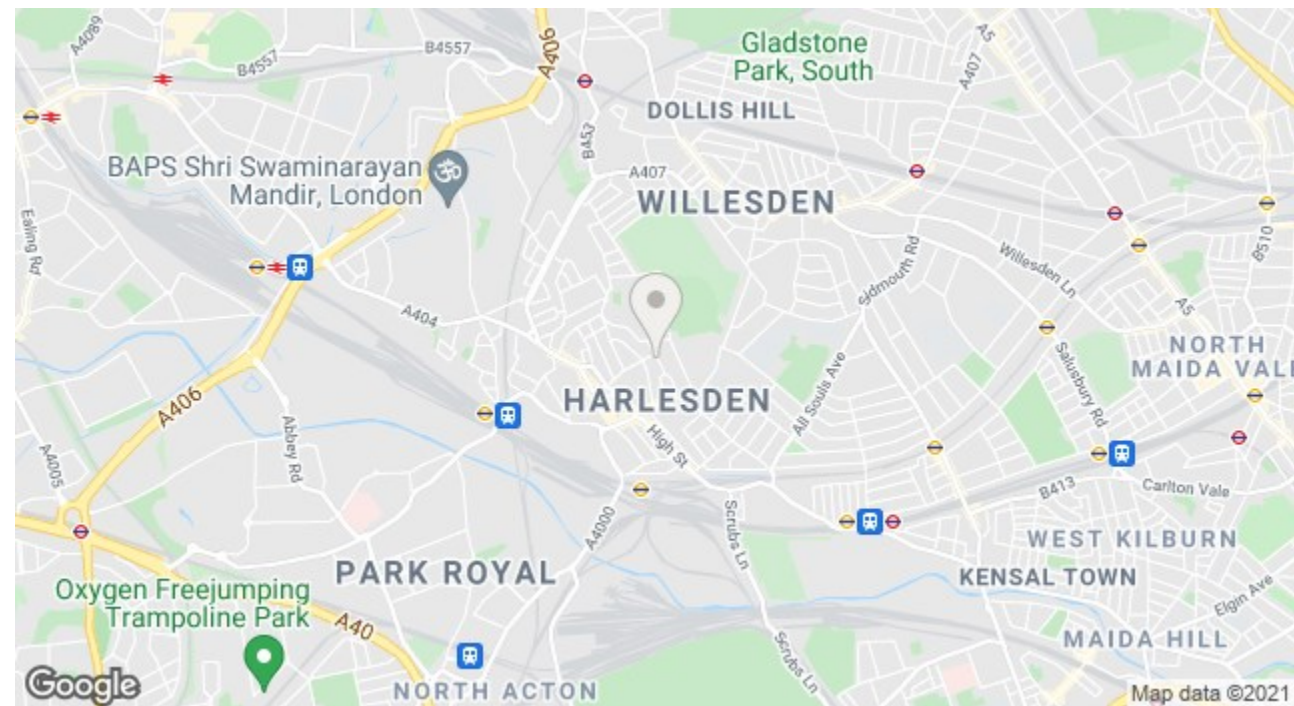 A4089
B4557
B4557
A406
Gladstone
Park, South
A5
A407
DOLLIS HILL
B453
A407
BAPS Shri Swaminarayan
Mandir, London
WILLESDEN
Ealing Rd
Sidmouth Rd
Willesden Ln
B510
A5
A404
NORTH
MAIDA VALE
Salusbury Rd
All Souls Ave
HARLESDEN
A406
Abbey Rd
High St
A4005
B413
Carlton Vale
Scrubs Ln
A4000
WEST KILBURN
PARK ROYAL
KENSAL TOWN
Oxygen Freejumping
Trampoline Park
A40
Elgin Ave
MAIDA HILL
Scrubs Ln
Google
NORTH ACTON
Map data ©2021